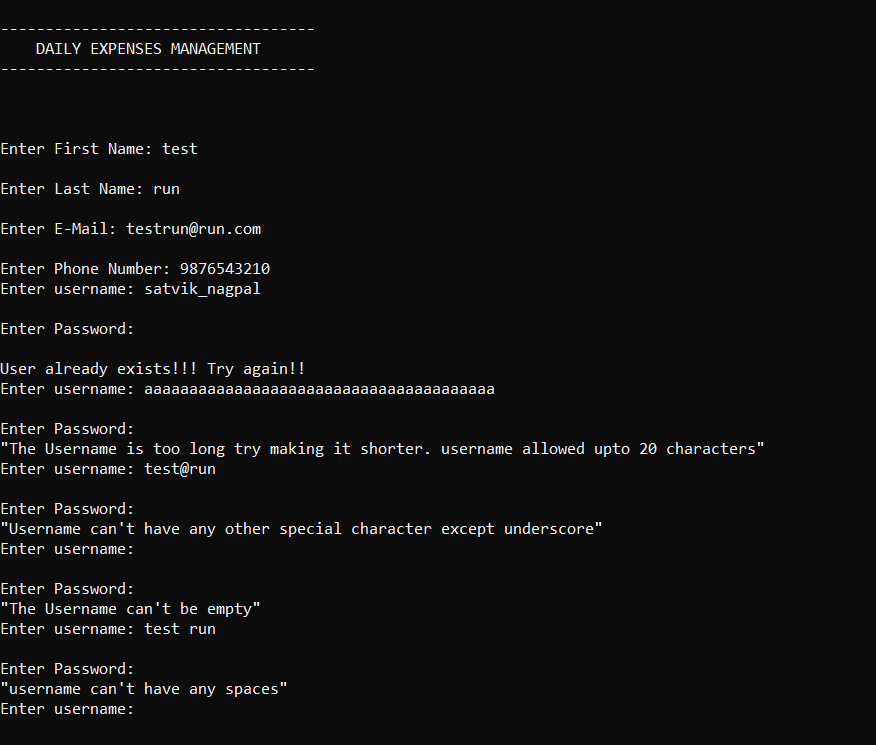 -----------------------------------
DAILY EXPENSES MANAGEMENT
-----------------------------------
Enter First Name: test
Enter Last Name: run
Enter E-Mail: testrun@run.com
Enter Phone Number: 9876543210
Enter username: satvik_nagpal
Enter Password:
User already exists!!! Try again!!
Enter username: aaaaaaaaaaaaaaaaaaaaaaaaaaaaaaaaaaaaaaa
Enter Password:
"The Username is too long try making it shorter. username allowed upto 20 characters"
Enter username: test@run
Enter Password:
"Username can't have any other special character except underscore"
Enter username:
Enter Password:
"The Username can't be empty"
Enter username: test run
Enter Password:
"username can't have any spaces"
Enter username: